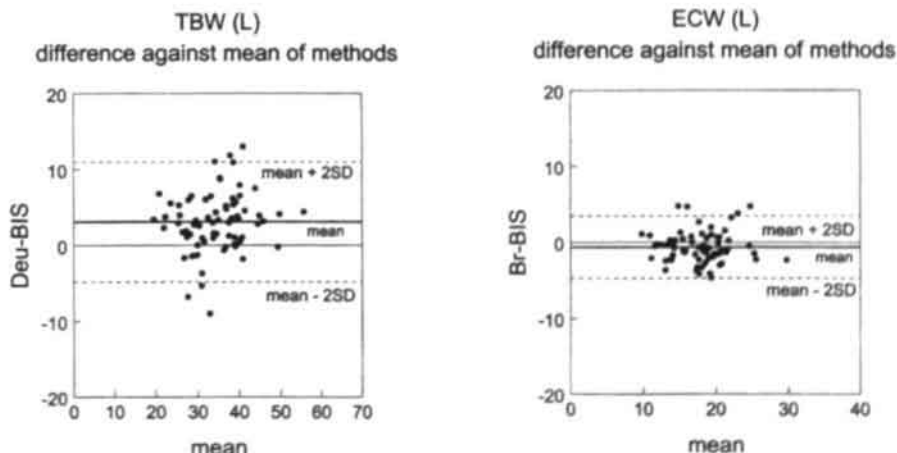 TBW (L)
difference against mean of methods
20
10
0
-10
-20
Deu-BIS
mean + 2SD
mean
mean - 2SD
0 10 20 30 40 50 60 70
mean
ECW (L)
difference against mean of methods
20
10
0
-10
-20
Br-BIS
mean + 2SD
mean
mean - 2SD
0 10 20 30 40
mean